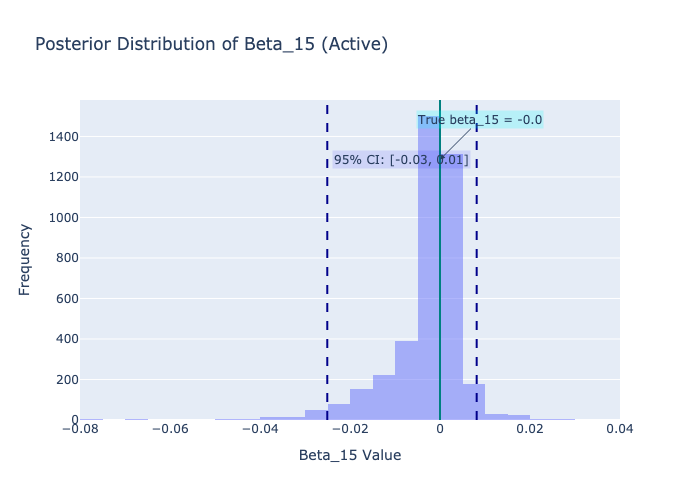 Posterior Distribution of Beta_15 (Active)
True beta_15 = -0.0
95% CI: [-0.03, 0.01]
1400
1200
1000
800
600
400
200
0
Frequency
−0.08 −0.06 −0.04 −0.02 0 0.02 0.04
Beta_15 Value